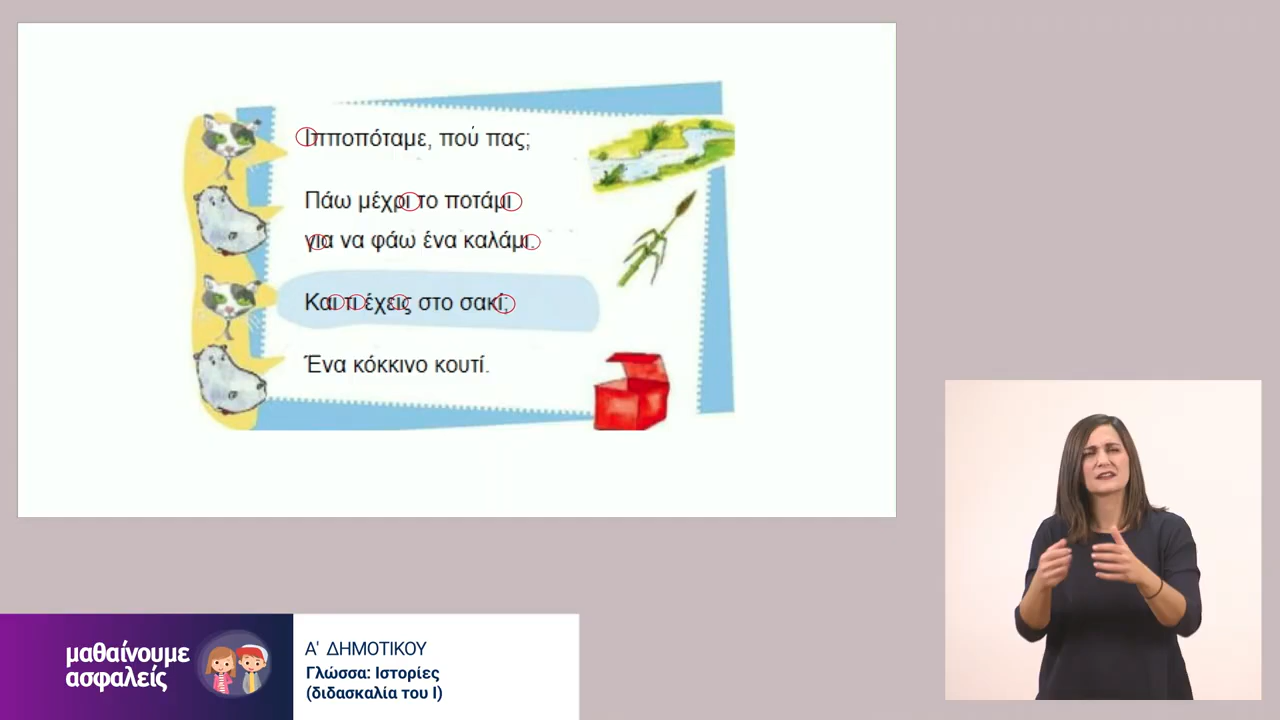 Ιπποπόταμε, πού πας;
Πάω μέχρι το ποτάμι
για να φάω ένα καλάμι.
Και τι έχεις στο σακί;
Ένα κόκκινο κουτί.
μαθαίνουμε
ασφαλείς
Α' ΔΗΜΟΤΙΚΟΥ
Γλώσσα: Ιστορίες
(διδασκαλία του Ι)